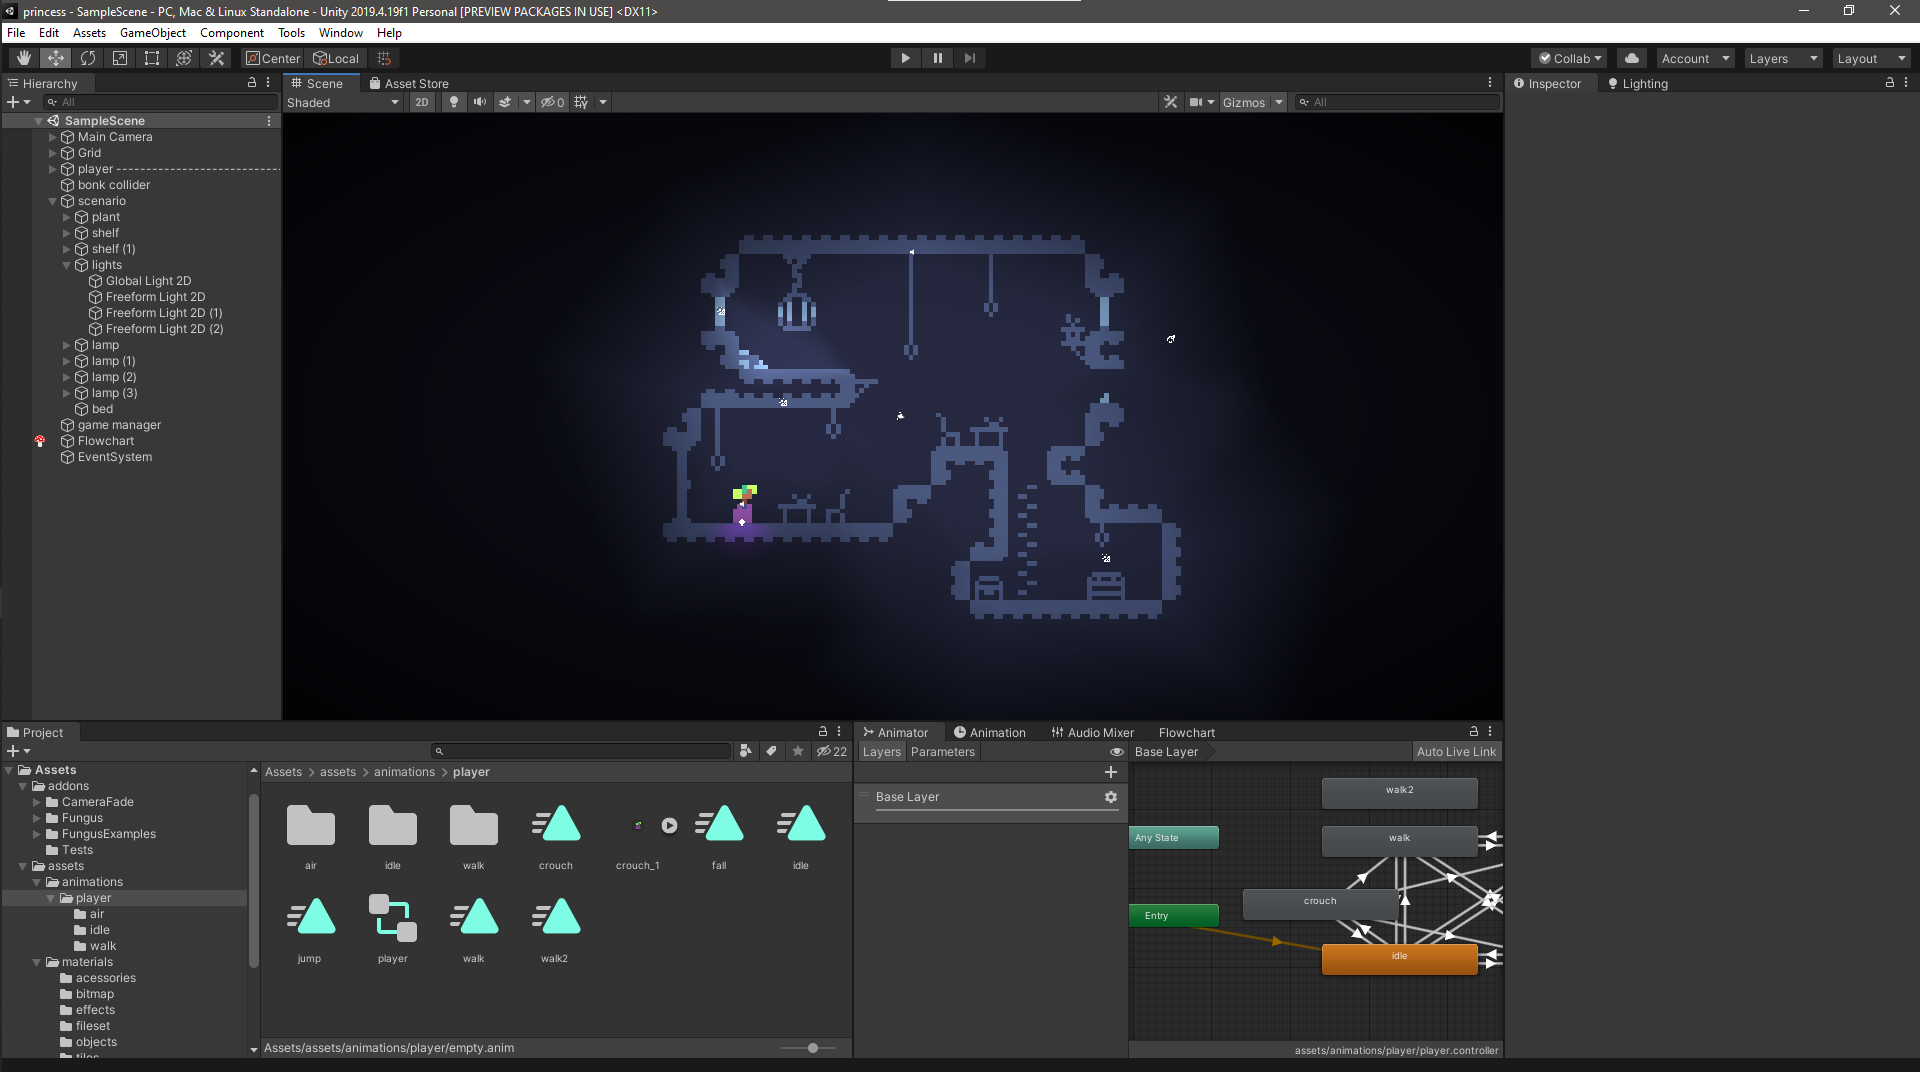 princess - SampleScene - PC, Mac & Linux Standalone - Unity 2019.4.19f1 Personal [PREVIEW PACKAGES IN USE] <DX11>
File Edit Assets GameObject Component Tools Window Help
Center Local Collab Account Layers Layout
Hierarchy
All
SampleScene
Main Camera
Grid
player
bonk collider
scenario
plant
shelf
shelf (1)
lights
Global Light 2D
Freeform Light 2D
Freeform Light 2D (1)
Freeform Light 2D (2)
lamp
lamp (1)
lamp (2)
lamp (3)
bed
game manager
Flowchart
EventSystem
Scene Asset Store
Shaded 2D 0 Gizmos All
Inspector Lighting
Project
22
Assets
addons
CameraFade
Fungus
FungusExamples
Tests
assets
animations
player
air
idle
walk
materials
acessories
bitmap
effects
fileset
objects
tiles
Assets > assets > animations > player
air idle walk crouch crouch_1 fall idle
jump player walk walk2
Assets/assets/animations/player/empty.anim
Animator Animation Audio Mixer Flowchart
Layers Parameters Base Layer Auto Live Link
Base Layer
walk2
walk
Any State
crouch
Entry
idle
assets/animations/player/player.controller